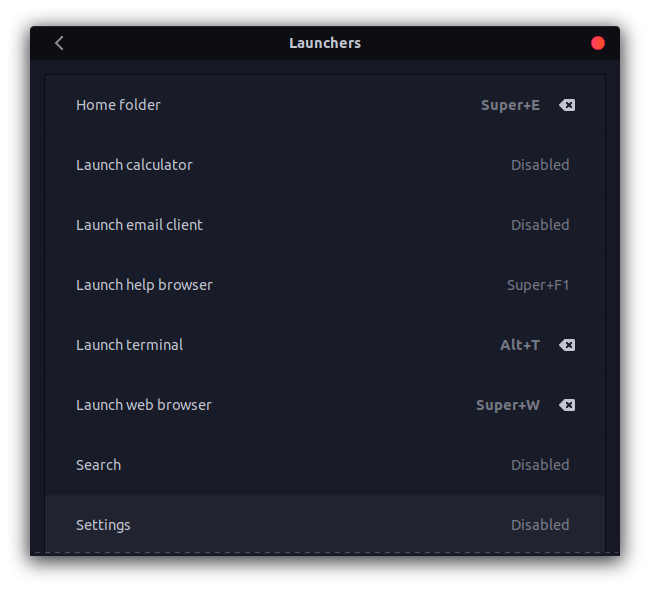 Launchers
Home folder Super+E
Launch calculator Disabled
Launch email client Disabled
Launch help browser Super+F1
Launch terminal Alt+T
Launch web browser Super+W
Search Disabled
Settings Disabled